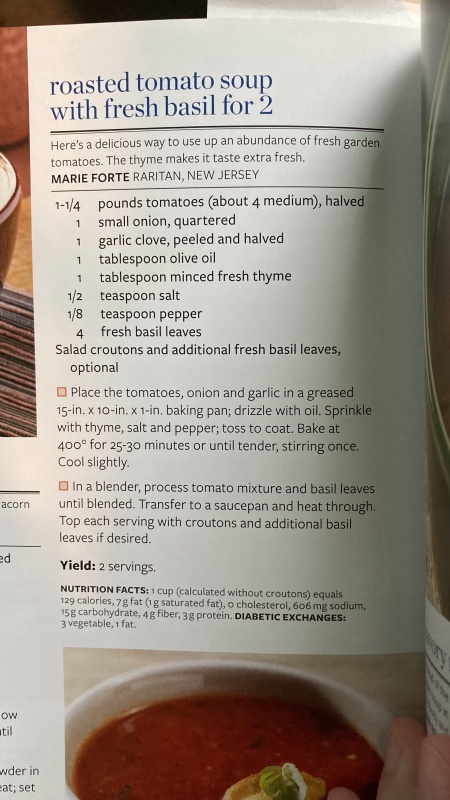 roasted tomato soup
with fresh basil for 2
Here's a delicious way to use up an abundance of fresh garden
tomatoes. The thyme makes it taste extra fresh.
MARIE FORTE RARITAN, NEW JERSEY
1-1/4 pounds tomatoes (about 4 medium), halved
1 small onion, quartered
1 garlic clove, peeled and halved
1 tablespoon olive oil
1 tablespoon minced fresh thyme
1/2 teaspoon salt
1/8 teaspoon pepper
4 fresh basil leaves
Salad croutons and additional fresh basil leaves,
optional
Place the tomatoes, onion and garlic in a greased
15-in. x 10-in. x 1-in. baking pan; drizzle with oil. Sprinkle
with thyme, salt and pepper; toss to coat. Bake at
400° for 25-30 minutes or until tender, stirring once.
Cool slightly.
In a blender, process tomato mixture and basil leaves
until blended. Transfer to a saucepan and heat through.
Top each serving with croutons and additional basil
leaves if desired.
Yield: 2 servings.
NUTRITION FACTS: 1 cup (calculated without croutons) equals
129 calories, 7 g fat (1 g saturated fat), 0 cholesterol, 606 mg sodium,
15 g carbohydrate, 4 g fiber, 3 g protein. DIABETIC EXCHANGES:
3 vegetable, 1 fat.
acorn
ed
ow
til
wder in
eat; set